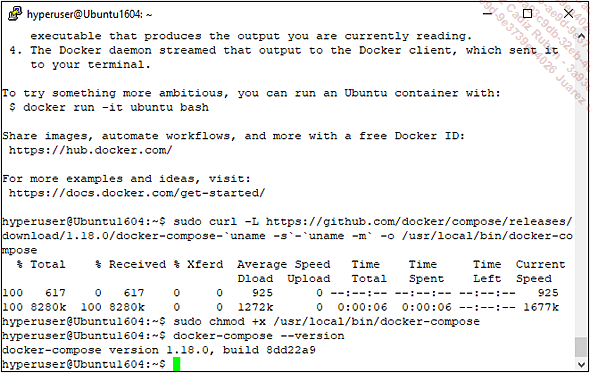 hyperuser@Ubuntu1604: ~
executable that produces the output you are currently reading.
4. The Docker daemon streamed that output to the Docker client, which sent it
to your terminal.
To try something more ambitious, you can run an Ubuntu container with:
$ docker run -it ubuntu bash
Share images, automate workflows, and more with a free Docker ID:
https://hub.docker.com/
For more examples and ideas, visit:
https://docs.docker.com/get-started/
hyperuser@Ubuntu1604:~$ sudo curl -L https://github.com/docker/compose/releases/
download/1.18.0/docker-compose-`uname -s`-`uname -m` -o /usr/local/bin/docker-co
mpose
% Total % Received % Xferd Average Speed Time Time Time Current
Dload Upload Total Spent Left Speed
100 617 0 617 0 0 925 0 --:--:-- --:--:-- --:--:-- 925
100 8280k 100 8280k 0 0 1272k 0 0:00:06 0:00:06 --:--:-- 1677k
hyperuser@Ubuntu1604:~$ sudo chmod +x /usr/local/bin/docker-compose
hyperuser@Ubuntu1604:~$ docker-compose --version
docker-compose version 1.18.0, build 8dd22a9
hyperuser@Ubuntu1604:~$